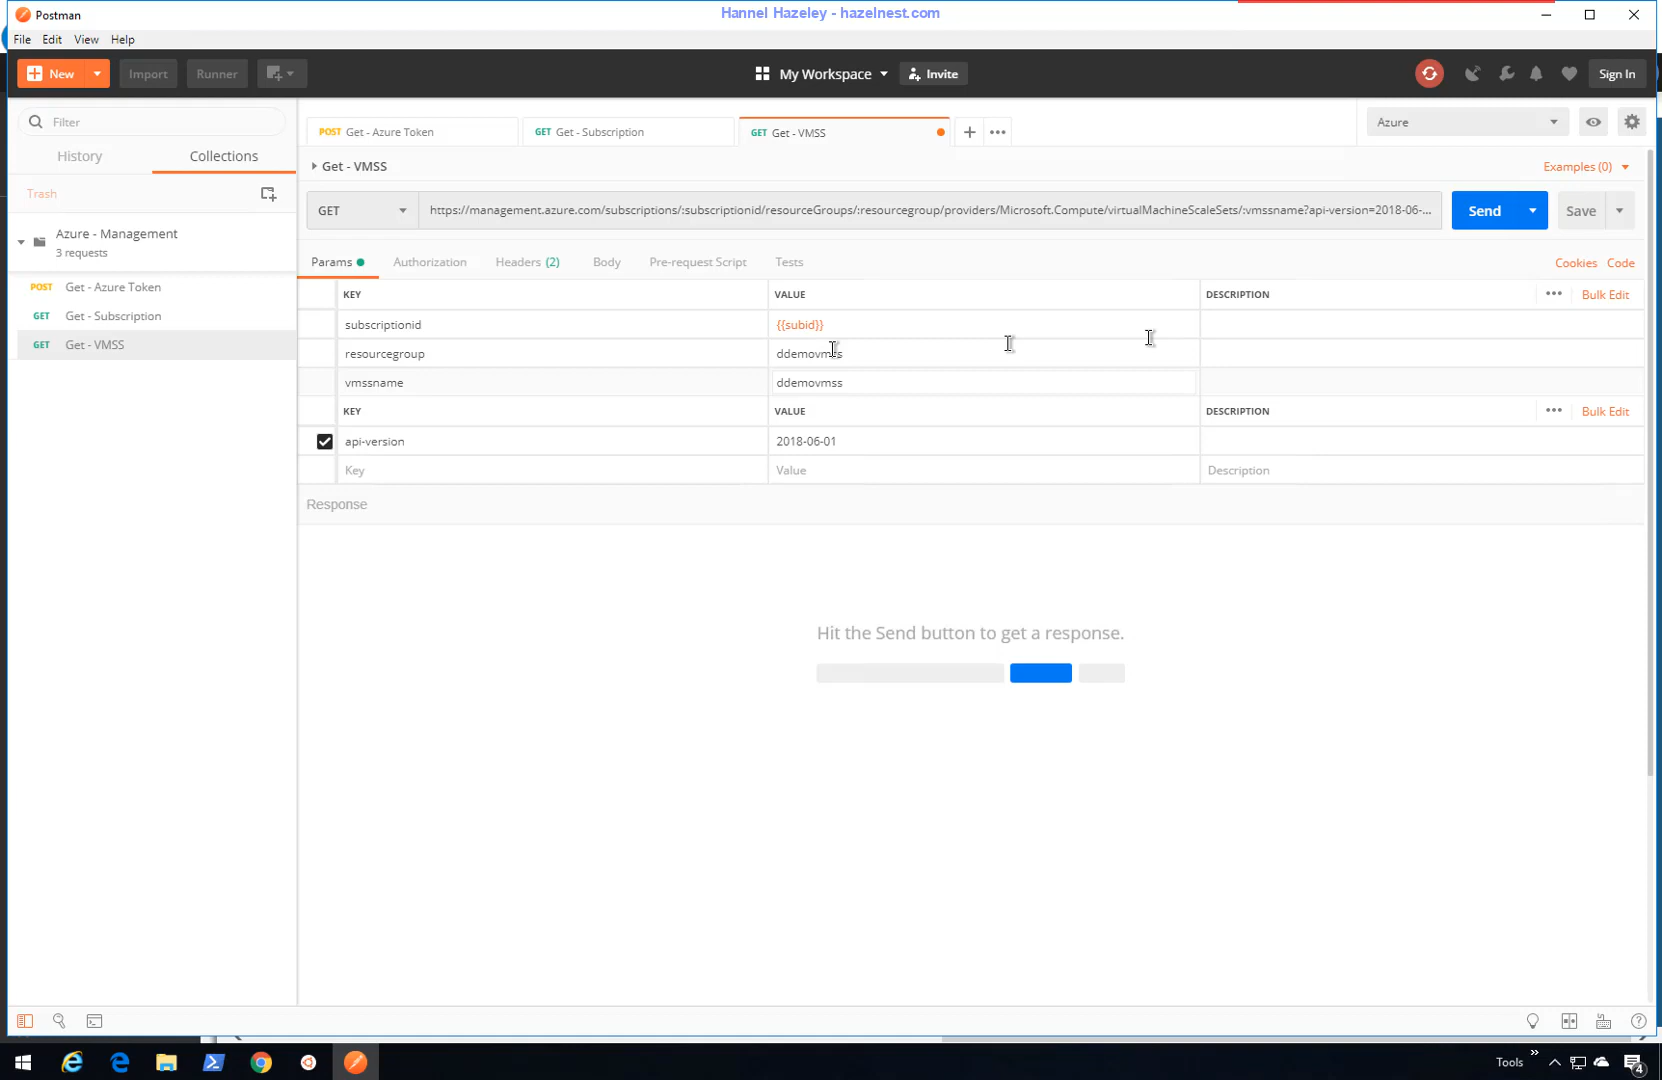 Postman
Hannel Hazeley - hazelnest.com
File Edit View Help
New Import Runner My Workspace Invite Sign In
Filter
History Collections
Trash
Azure - Management
3 requests
POST Get - Azure Token
GET Get - Subscription
GET Get - VMSS
POST Get - Azure Token GET Get - Subscription GET Get - VMSS
Azure
Get - VMSS Examples (0)
GET https://management.azure.com/subscriptions/:subscriptionid/resourceGroups/:resourcegroup/providers/Microsoft.Compute/virtualMachineScaleSets/:vmssname?api-version=2018-06-... Send Save
Params Authorization Headers (2) Body Pre-request Script Tests Cookies Code
KEY VALUE DESCRIPTION Bulk Edit
subscriptionid {{subid}}
resourcegroup ddemovmss
vmssname ddemovmss
KEY VALUE DESCRIPTION Bulk Edit
api-version 2018-06-01
Key Value Description
Response
Hit the Send button to get a response.
Tools
4